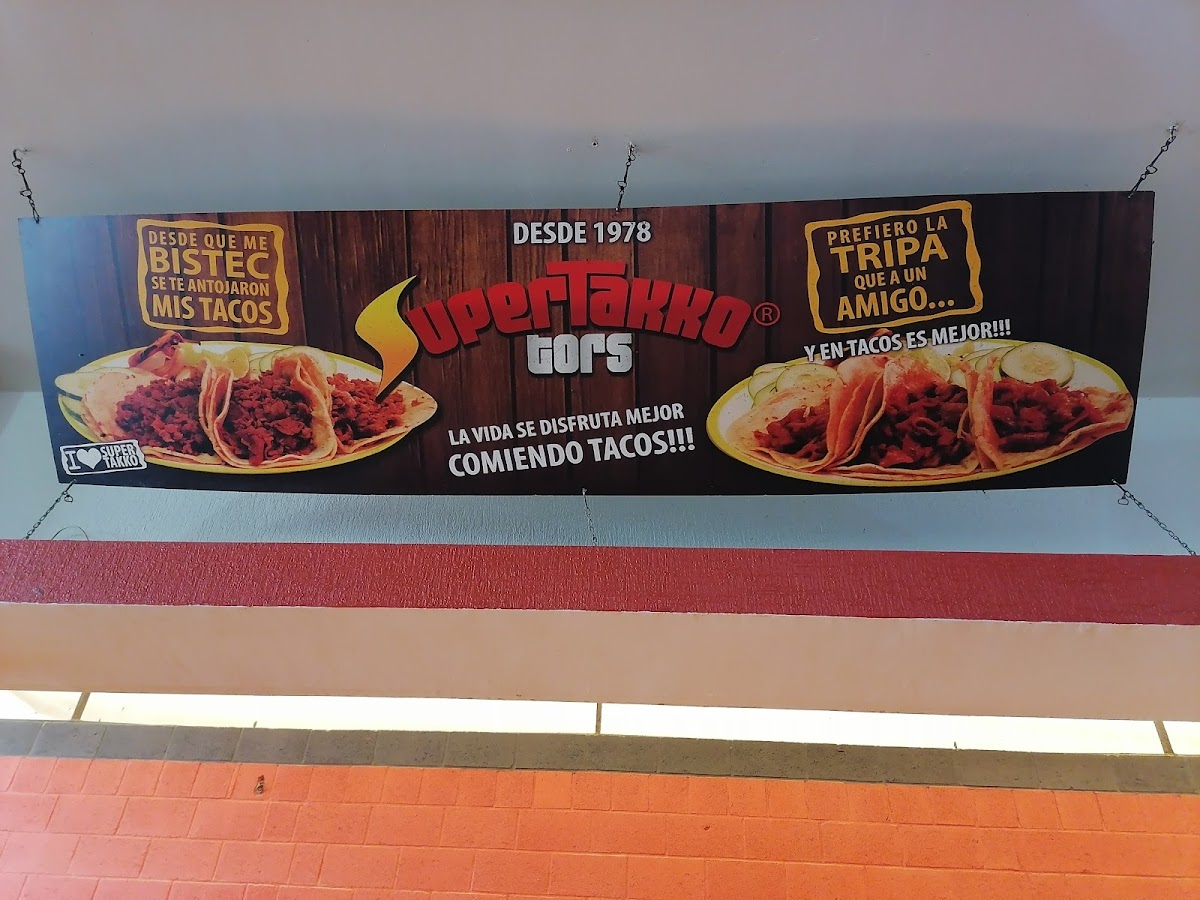 DESDE QUE ME
BISTEC
SE TE ANTOJARON
MIS TACOS
I ♥ SUPER
TAKKO
DESDE 1978
SUPERTAKKO®
tors
LA VIDA SE DISFRUTA MEJOR
COMIENDO TACOS!!!
PREFIERO LA
TRIPA
QUE A UN
AMIGO...
Y EN TACOS ES MEJOR!!!